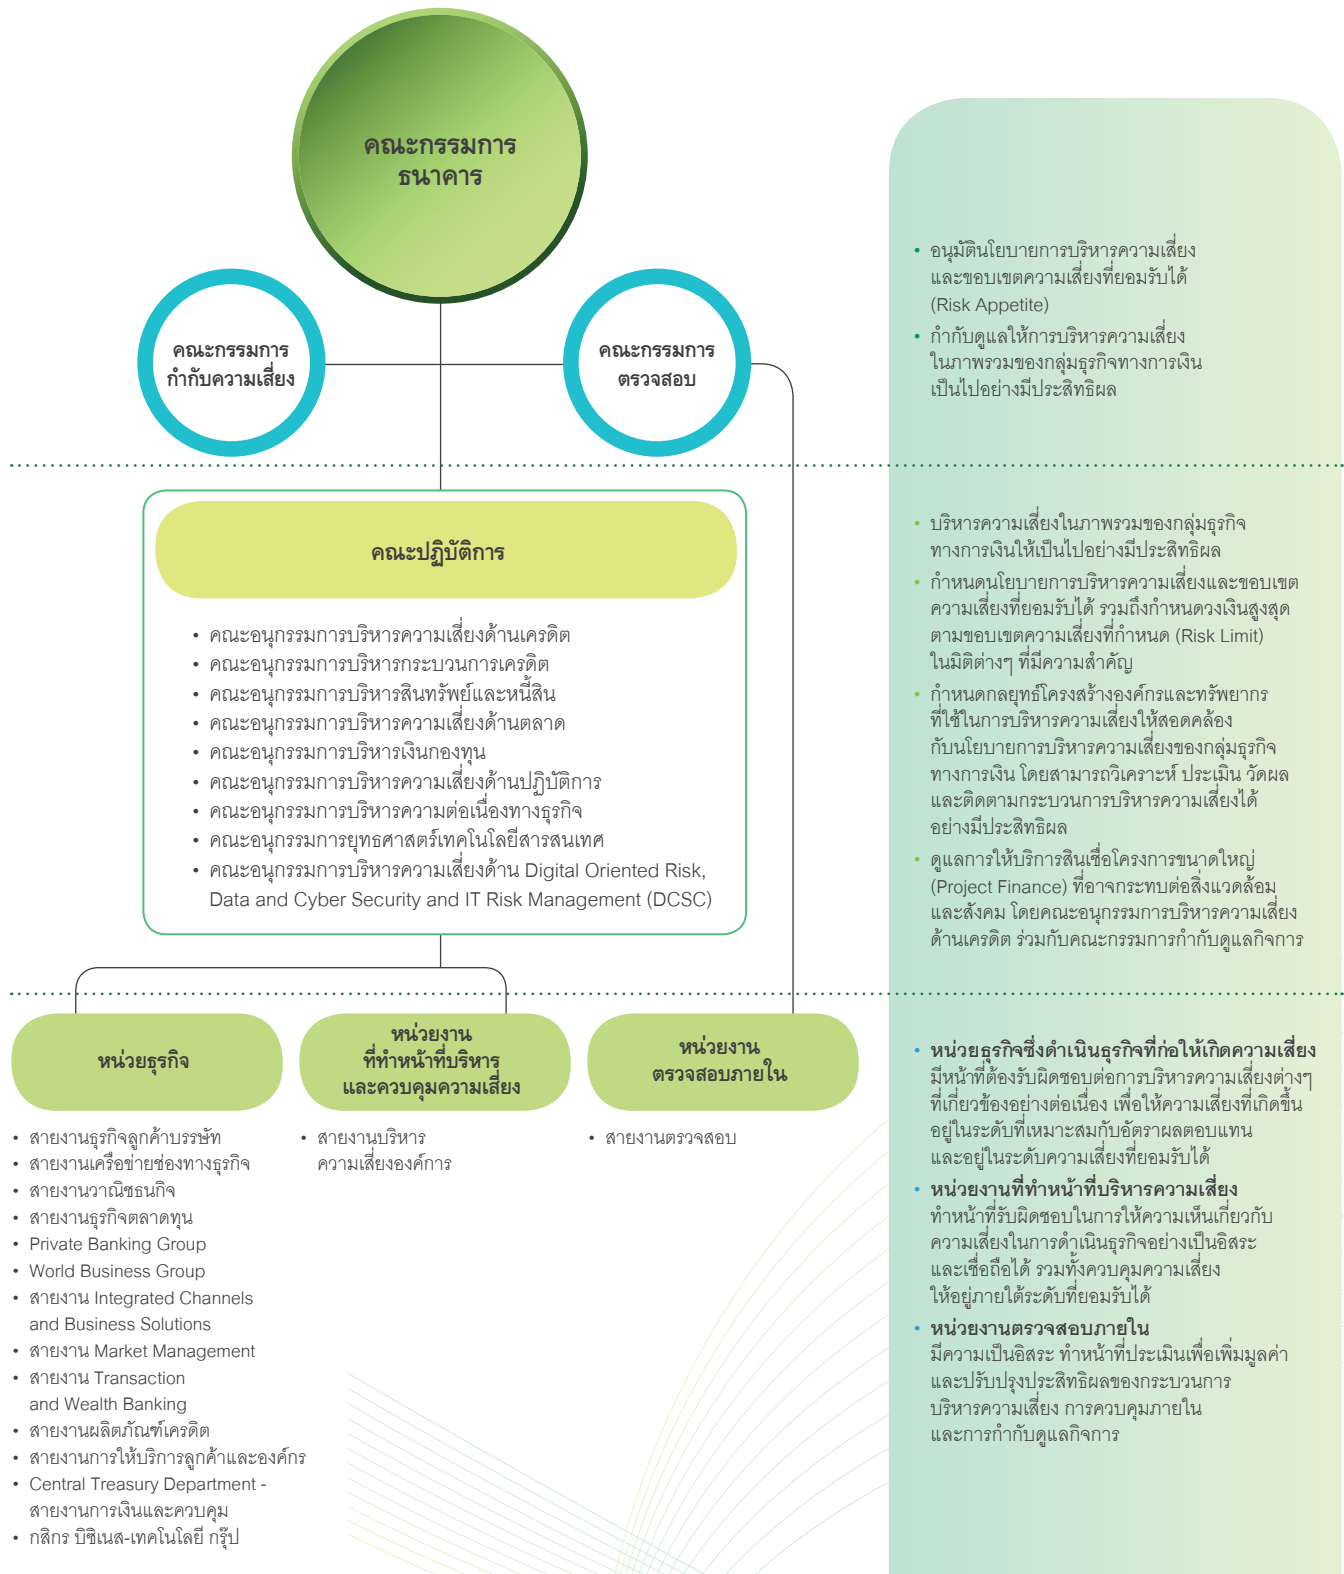 คณะกรรมการ
ธนาคาร
คณะกรรมการ
กำกับความเสี่ยง
คณะกรรมการ
ตรวจสอบ
• อนุมัตินโยบายการบริหารความเสี่ยง
และขอบเขตความเสี่ยงที่ยอมรับได้
(Risk Appetite)
• กำกับดูแลให้การบริหารความเสี่ยง
ในภาพรวมของกลุ่มธุรกิจทางการเงิน
เป็นไปอย่างมีประสิทธิผล
คณะปฏิบัติการ
• คณะอนุกรรมการบริหารความเสี่ยงด้านเครดิต
• คณะอนุกรรมการบริหารกระบวนการเครดิต
• คณะอนุกรรมการบริหารสินทรัพย์และหนี้สิน
• คณะอนุกรรมการบริหารความเสี่ยงด้านตลาด
• คณะอนุกรรมการบริหารเงินกองทุน
• คณะอนุกรรมการบริหารความเสี่ยงด้านปฏิบัติการ
• คณะอนุกรรมการบริหารความต่อเนื่องทางธุรกิจ
• คณะอนุกรรมการยุทธศาสตร์เทคโนโลยีสารสนเทศ
• คณะอนุกรรมการบริหารความเสี่ยงด้าน Digital Oriented Risk,
Data and Cyber Security and IT Risk Management (DCSC)
• บริหารความเสี่ยงในภาพรวมของกลุ่มธุรกิจ
ทางการเงินให้เป็นไปอย่างมีประสิทธิผล
• กำหนดนโยบายการบริหารความเสี่ยงและขอบเขต
ความเสี่ยงที่ยอมรับได้ รวมถึงกำหนดวงเงินสูงสุด
ตามขอบเขตความเสี่ยงที่กำหนด (Risk Limit)
ในมิติต่างๆ ที่มีความสำคัญ
• กำหนดกลยุทธ์โครงสร้างองค์กรและทรัพยากร
ที่ใช้ในการบริหารความเสี่ยงให้สอดคล้อง
กับนโยบายการบริหารความเสี่ยงของกลุ่มธุรกิจ
ทางการเงิน โดยสามารถวิเคราะห์ ประเมิน วัดผล
และติดตามกระบวนการบริหารความเสี่ยงได้
อย่างมีประสิทธิผล
• ดูแลการให้บริการสินเชื่อโครงการขนาดใหญ่
(Project Finance) ที่อาจกระทบต่อสิ่งแวดล้อม
และสังคม โดยคณะอนุกรรมการบริหารความเสี่ยง
ด้านเครดิต ร่วมกับคณะกรรมการกำกับดูแลกิจการ
หน่วยธุรกิจ
• สายงานธุรกิจลูกค้าบรรษัท
• สายงานเครือข่ายช่องทางธุรกิจ
• สายงานวาณิชธนกิจ
• สายงานธุรกิจตลาดทุน
• Private Banking Group
• World Business Group
• สายงาน Integrated Channels
and Business Solutions
• สายงาน Market Management
• สายงาน Transaction
and Wealth Banking
• สายงานผลิตภัณฑ์เครดิต
• สายงานการให้บริการลูกค้าและองค์กร
• Central Treasury Department -
สายงานการเงินและควบคุม
• กสิกร บิซิเนส-เทคโนโลยี กรุ๊ป
หน่วยงาน
ที่ทำหน้าที่บริหาร
และควบคุมความเสี่ยง
• สายงานบริหาร
ความเสี่ยงองค์การ
หน่วยงาน
ตรวจสอบภายใน
• สายงานตรวจสอบ
• หน่วยธุรกิจซึ่งดำเนินธุรกิจที่ก่อให้เกิดความเสี่ยง
มีหน้าที่ต้องรับผิดชอบต่อการบริหารความเสี่ยงต่างๆ
ที่เกี่ยวข้องอย่างต่อเนื่อง เพื่อให้ความเสี่ยงที่เกิดขึ้น
อยู่ในระดับที่เหมาะสมกับอัตราผลตอบแทน
และอยู่ในระดับความเสี่ยงที่ยอมรับได้
• หน่วยงานที่ทำหน้าที่บริหารความเสี่ยง
ทำหน้าที่รับผิดชอบในการให้ความเห็นเกี่ยวกับ
ความเสี่ยงในการดำเนินธุรกิจอย่างเป็นอิสระ
และเชื่อถือได้ รวมทั้งควบคุมความเสี่ยง
ให้อยู่ภายใต้ระดับที่ยอมรับได้
• หน่วยงานตรวจสอบภายใน
มีความเป็นอิสระ ทำหน้าที่ประเมินเพื่อเพิ่มมูลค่า
และปรับปรุงประสิทธิผลของกระบวนการ
บริหารความเสี่ยง การควบคุมภายใน
และการกำกับดูแลกิจการ